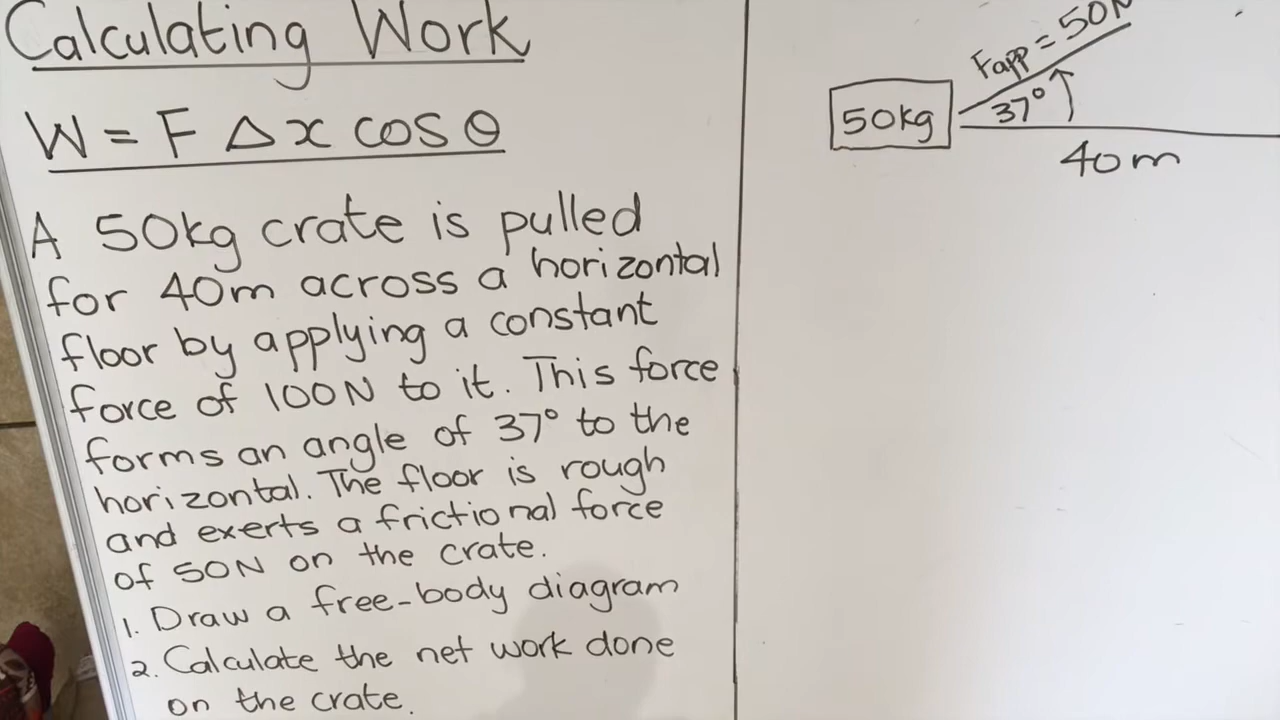 Calculating Work
W = F Δx cosθ
A 50kg crate is pulled
for 40m across a horizontal
floor by applying a constant
force of 100N to it. This force
forms an angle of 37° to the
horizontal. The floor is rough
and exerts a frictional force
of 50N on the crate.
1. Draw a free-body diagram
2. Calculate the net work done
on the crate.
Fapp = 50N
50kg
37°
40m